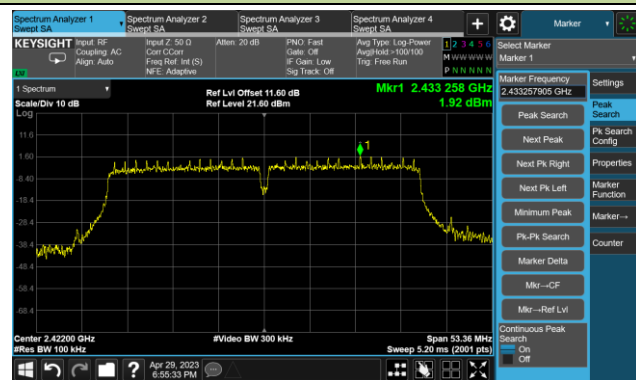 Spectrum Analyzer 1
Swept SA
Spectrum Analyzer 2
Swept SA
Spectrum Analyzer 3
Swept SA
Spectrum Analyzer 4
Swept SA
+
Marker
KEYSIGHT
Input: RF
Coupling: AC
Align: Auto
Input Z: 50 Ω
Corr CCorr
Freq Ref: Int (S)
NFE: Adaptive
Atten: 20 dB
PNO: Fast
Gate: Off
IF Gain: Low
Sig Track: Off
Avg Type: Log-Power
Avg|Hold:>100/100
Trig: Free Run
1 2 3 4 5 6
M W W W W W
P N N N N N
Select Marker
Marker 1
1 Spectrum
Scale/Div 10 dB
Log
Ref Lvl Offset 11.60 dB
Ref Level 21.60 dBm
Mkr1 2.433 258 GHz
1.92 dBm
11.6
1.60
-8.40
-18.4
-28.4
-38.4
-48.4
-58.4
-68.4
1
Center 2.42200 GHz
#Res BW 100 kHz
#Video BW 300 kHz
Span 53.36 MHz
Sweep 5.20 ms (2001 pts)
Marker Frequency
2.433257905 GHz
Peak Search
Next Peak
Next Pk Right
Next Pk Left
Minimum Peak
Pk-Pk Search
Marker Delta
Mkr→CF
Mkr→Ref Lvl
Continuous Peak
Search
On
Off
Settings
Peak
Search
Pk Search
Config
Properties
Marker
Function
Marker→
Counter
?
Apr 29, 2023
6:55:33 PM